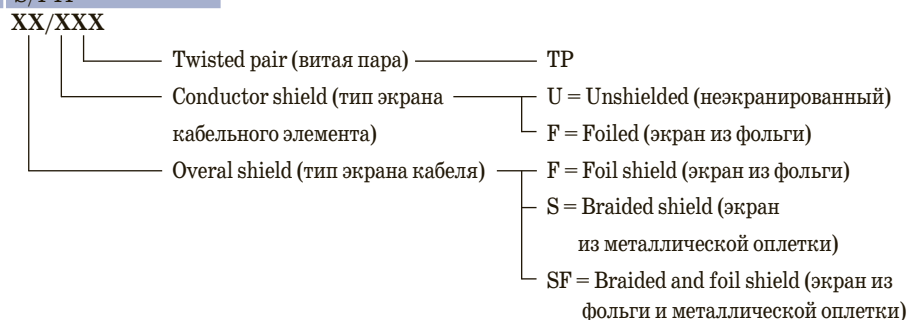 XX/XXX
Twisted pair (витая пара) TP
Conductor shield (тип экрана U = Unshielded (неэкранированный)
кабельного элемента) F = Foiled (экран из фольги)
Overal shield (тип экрана кабеля) F = Foil shield (экран из фольги)
S = Braided shield (экран
из металлической оплетки)
SF = Braided and foil shield (экран из
фольги и металлической оплетки)